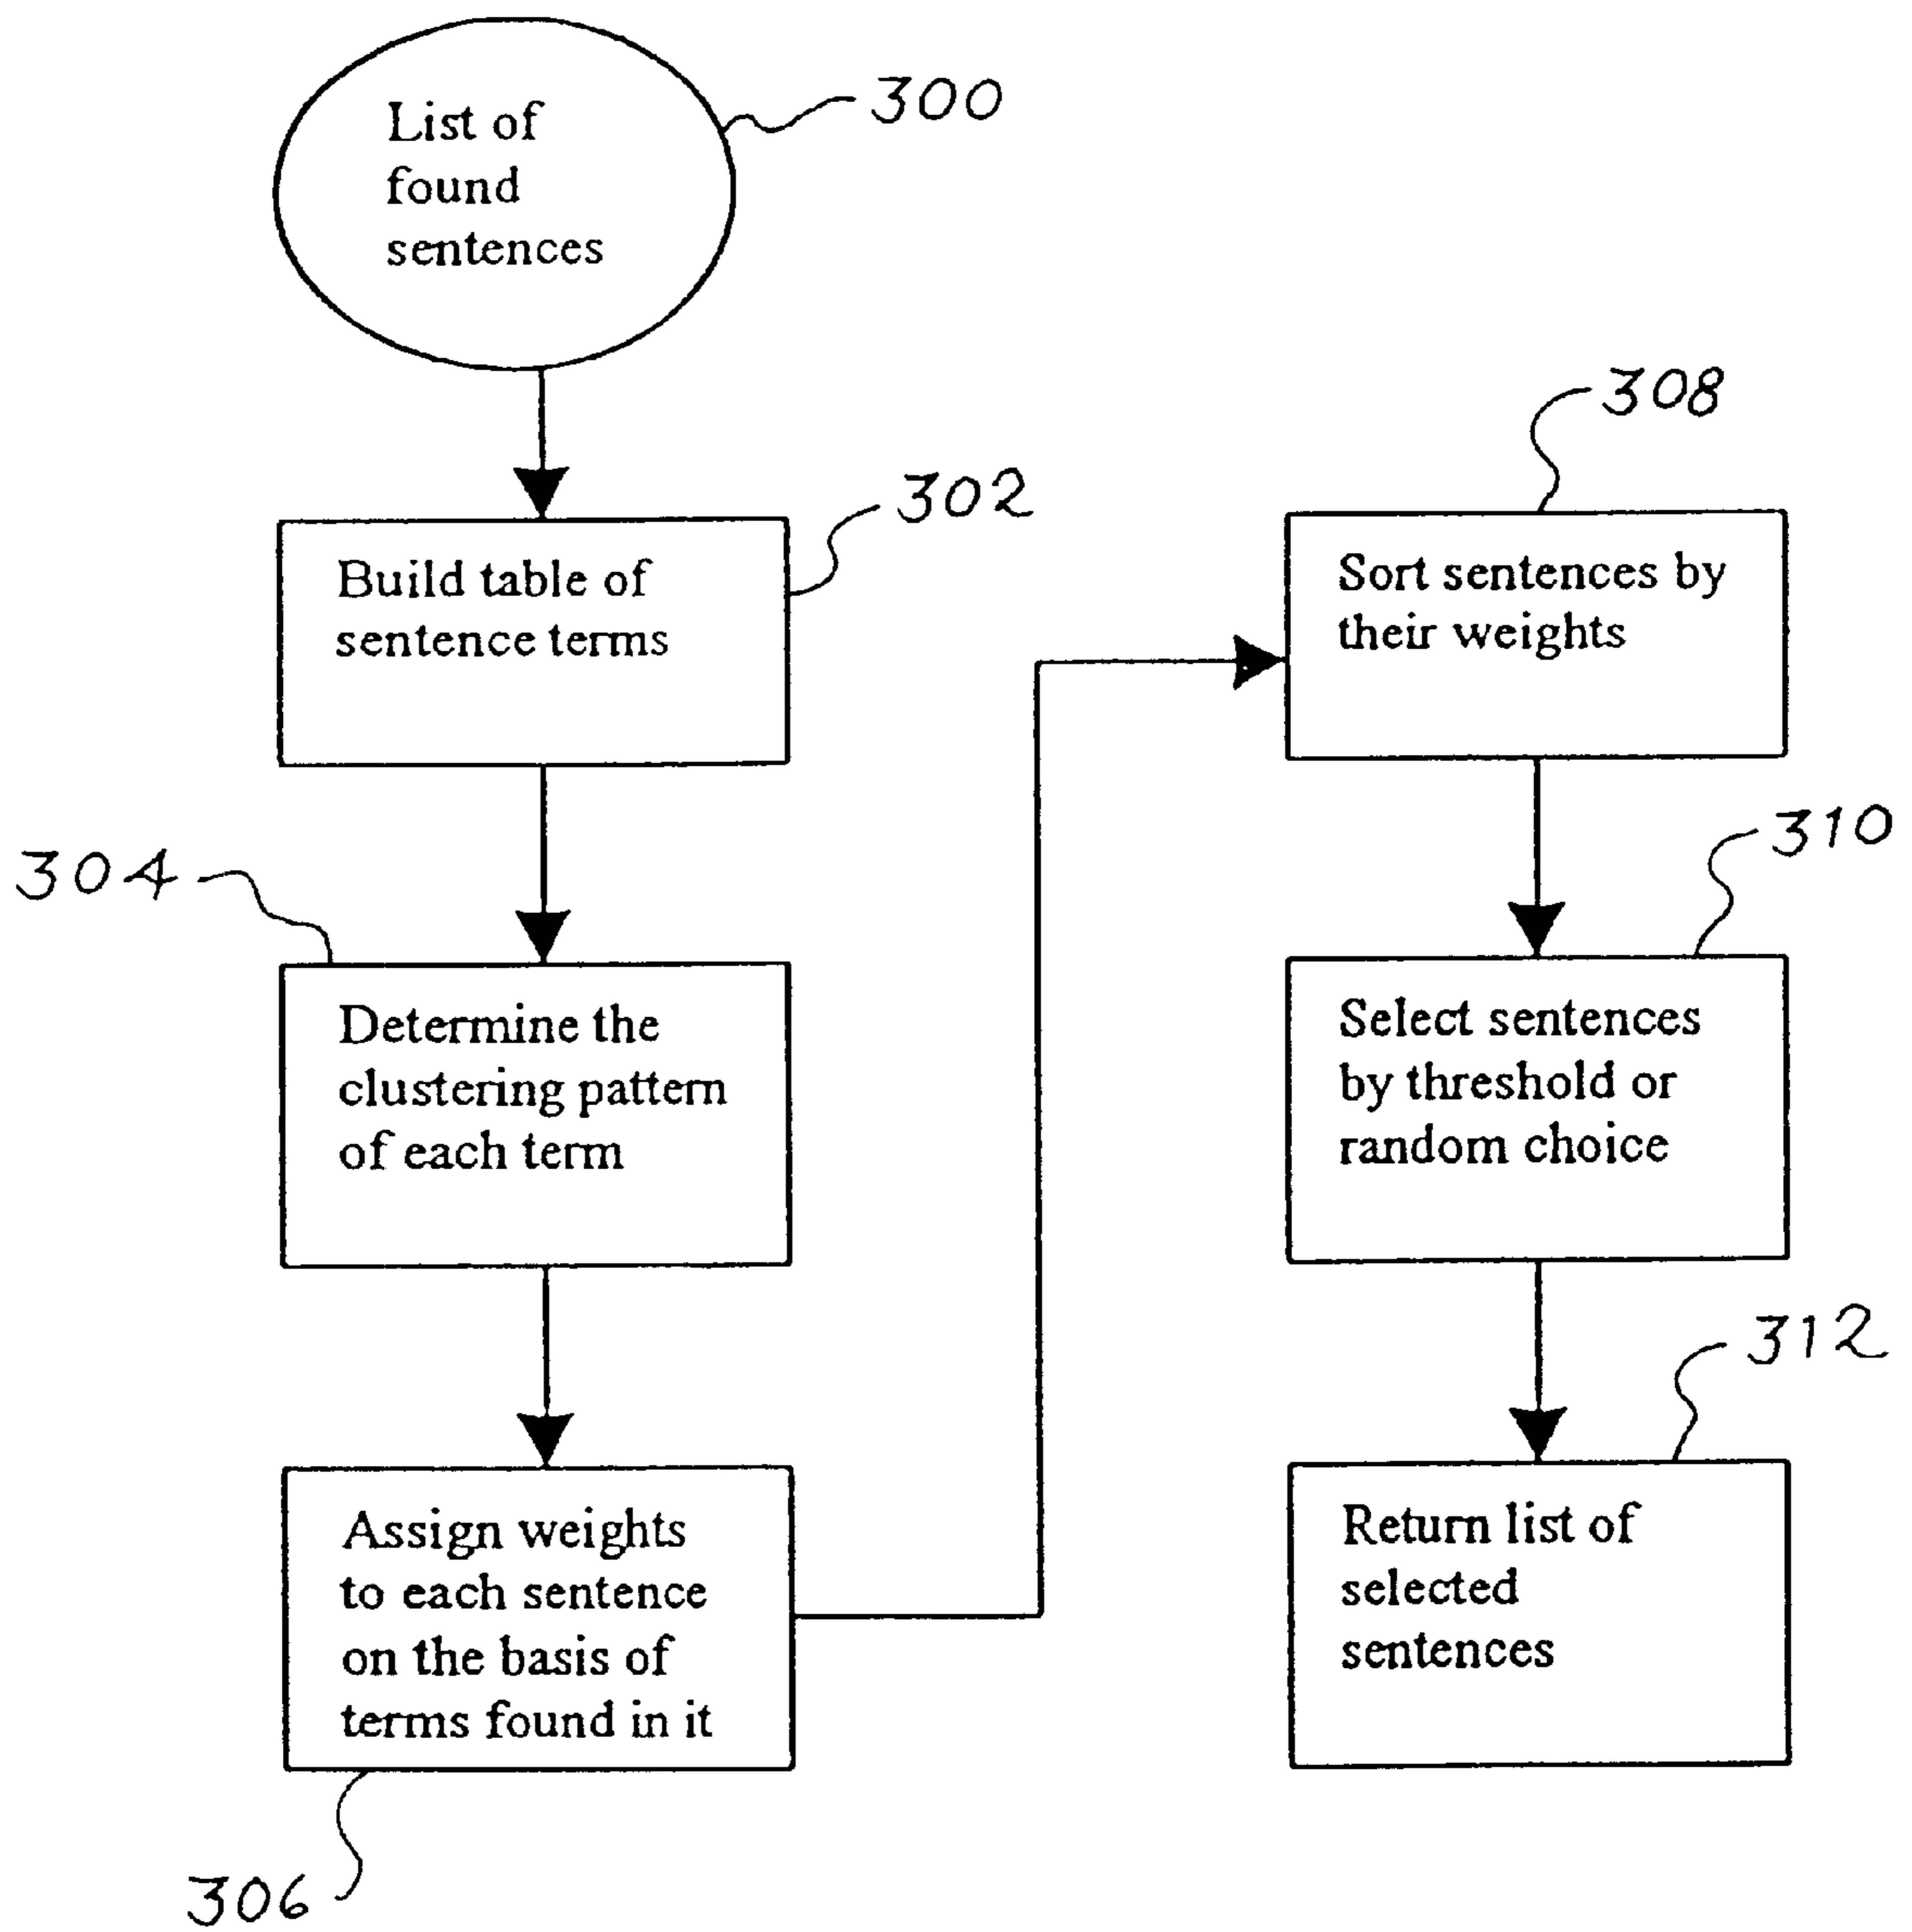 List of
found
sentences
300
Build table of
sentence terms
302
304
Determine the
clustering pattern
of each term
Assign weights
to each sentence
on the basis of
terms found in it
306
308
Sort sentences by
their weights
310
Select sentences
by threshold or
random choice
312
Return list of
selected
sentences